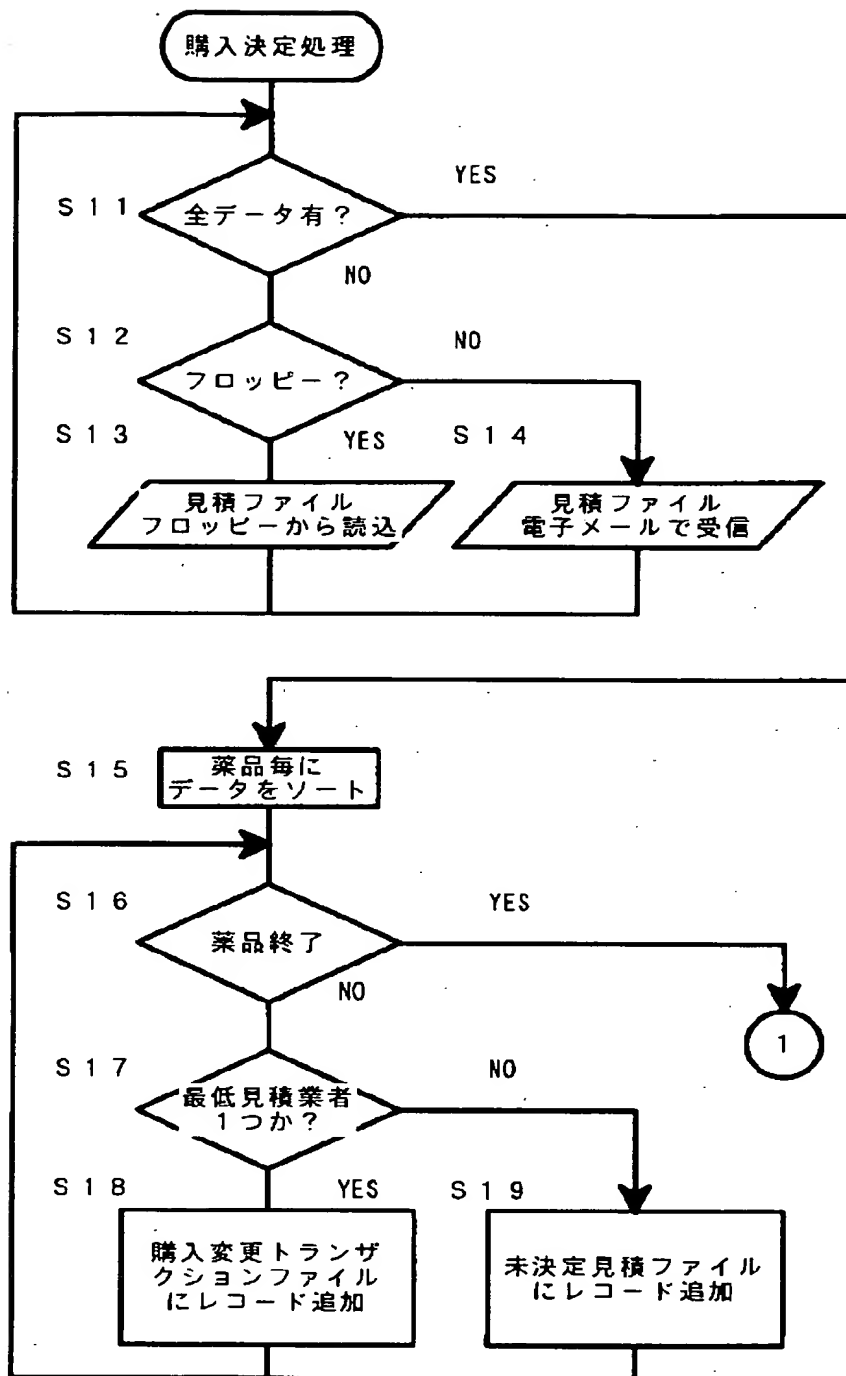 購入決定処理
YES
S11
全データ有?
NO
S12
NO
フロッピー?
S13
YES
S14
見積ファイル
フロッピーから読込
見積ファイル
電子メールで受信
S15
薬品毎に
データをソート
S16
YES
薬品終了
NO
1
S17
NO
最低見積業者
1つか?
S18
YES
S19
購入変更トランザ
クションファイル
にレコード追加
未決定見積ファイル
にレコード追加